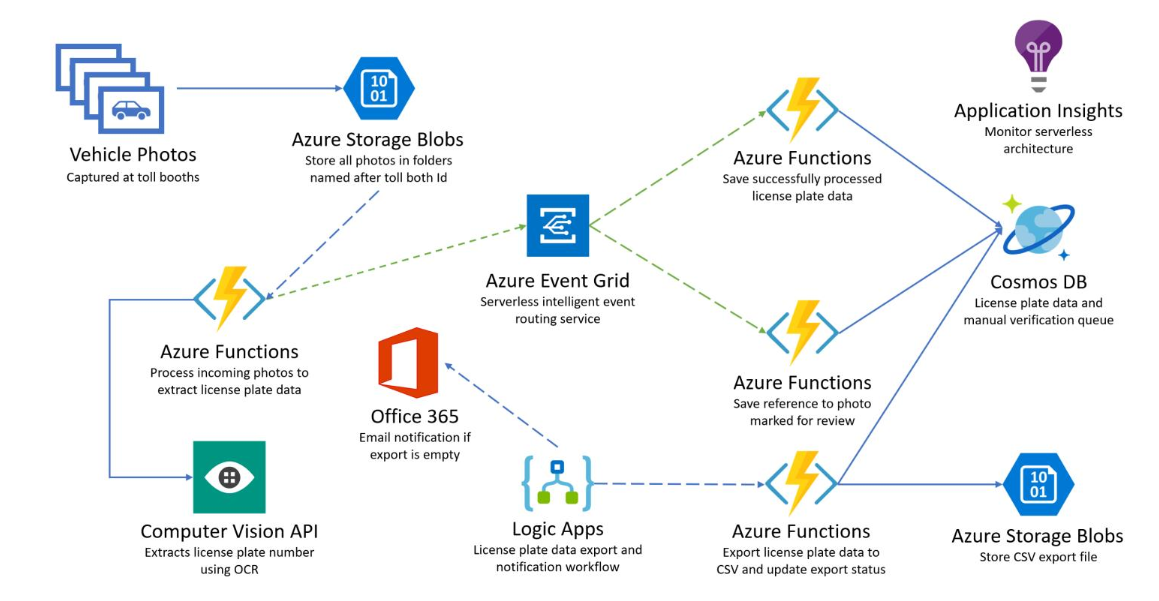 Vehicle Photos
Captured at toll booths
10
01
Azure Storage Blobs
Store all photos in folders
named after toll both Id
Azure Functions
Process incoming photos to
extract license plate data
Computer Vision API
Extracts license plate number
using OCR
Office 365
Email notification if
export is empty
Azure Event Grid
Serverless intelligent event
routing service
Logic Apps
License plate data export and
notification workflow
Azure Functions
Save successfully processed
license plate data
Azure Functions
Save reference to photo
marked for review
Azure Functions
Export license plate data to
CSV and update export status
Application Insights
Monitor serverless
architecture
Cosmos DB
License plate data and
manual verification queue
10
01
Azure Storage Blobs
Store CSV export file